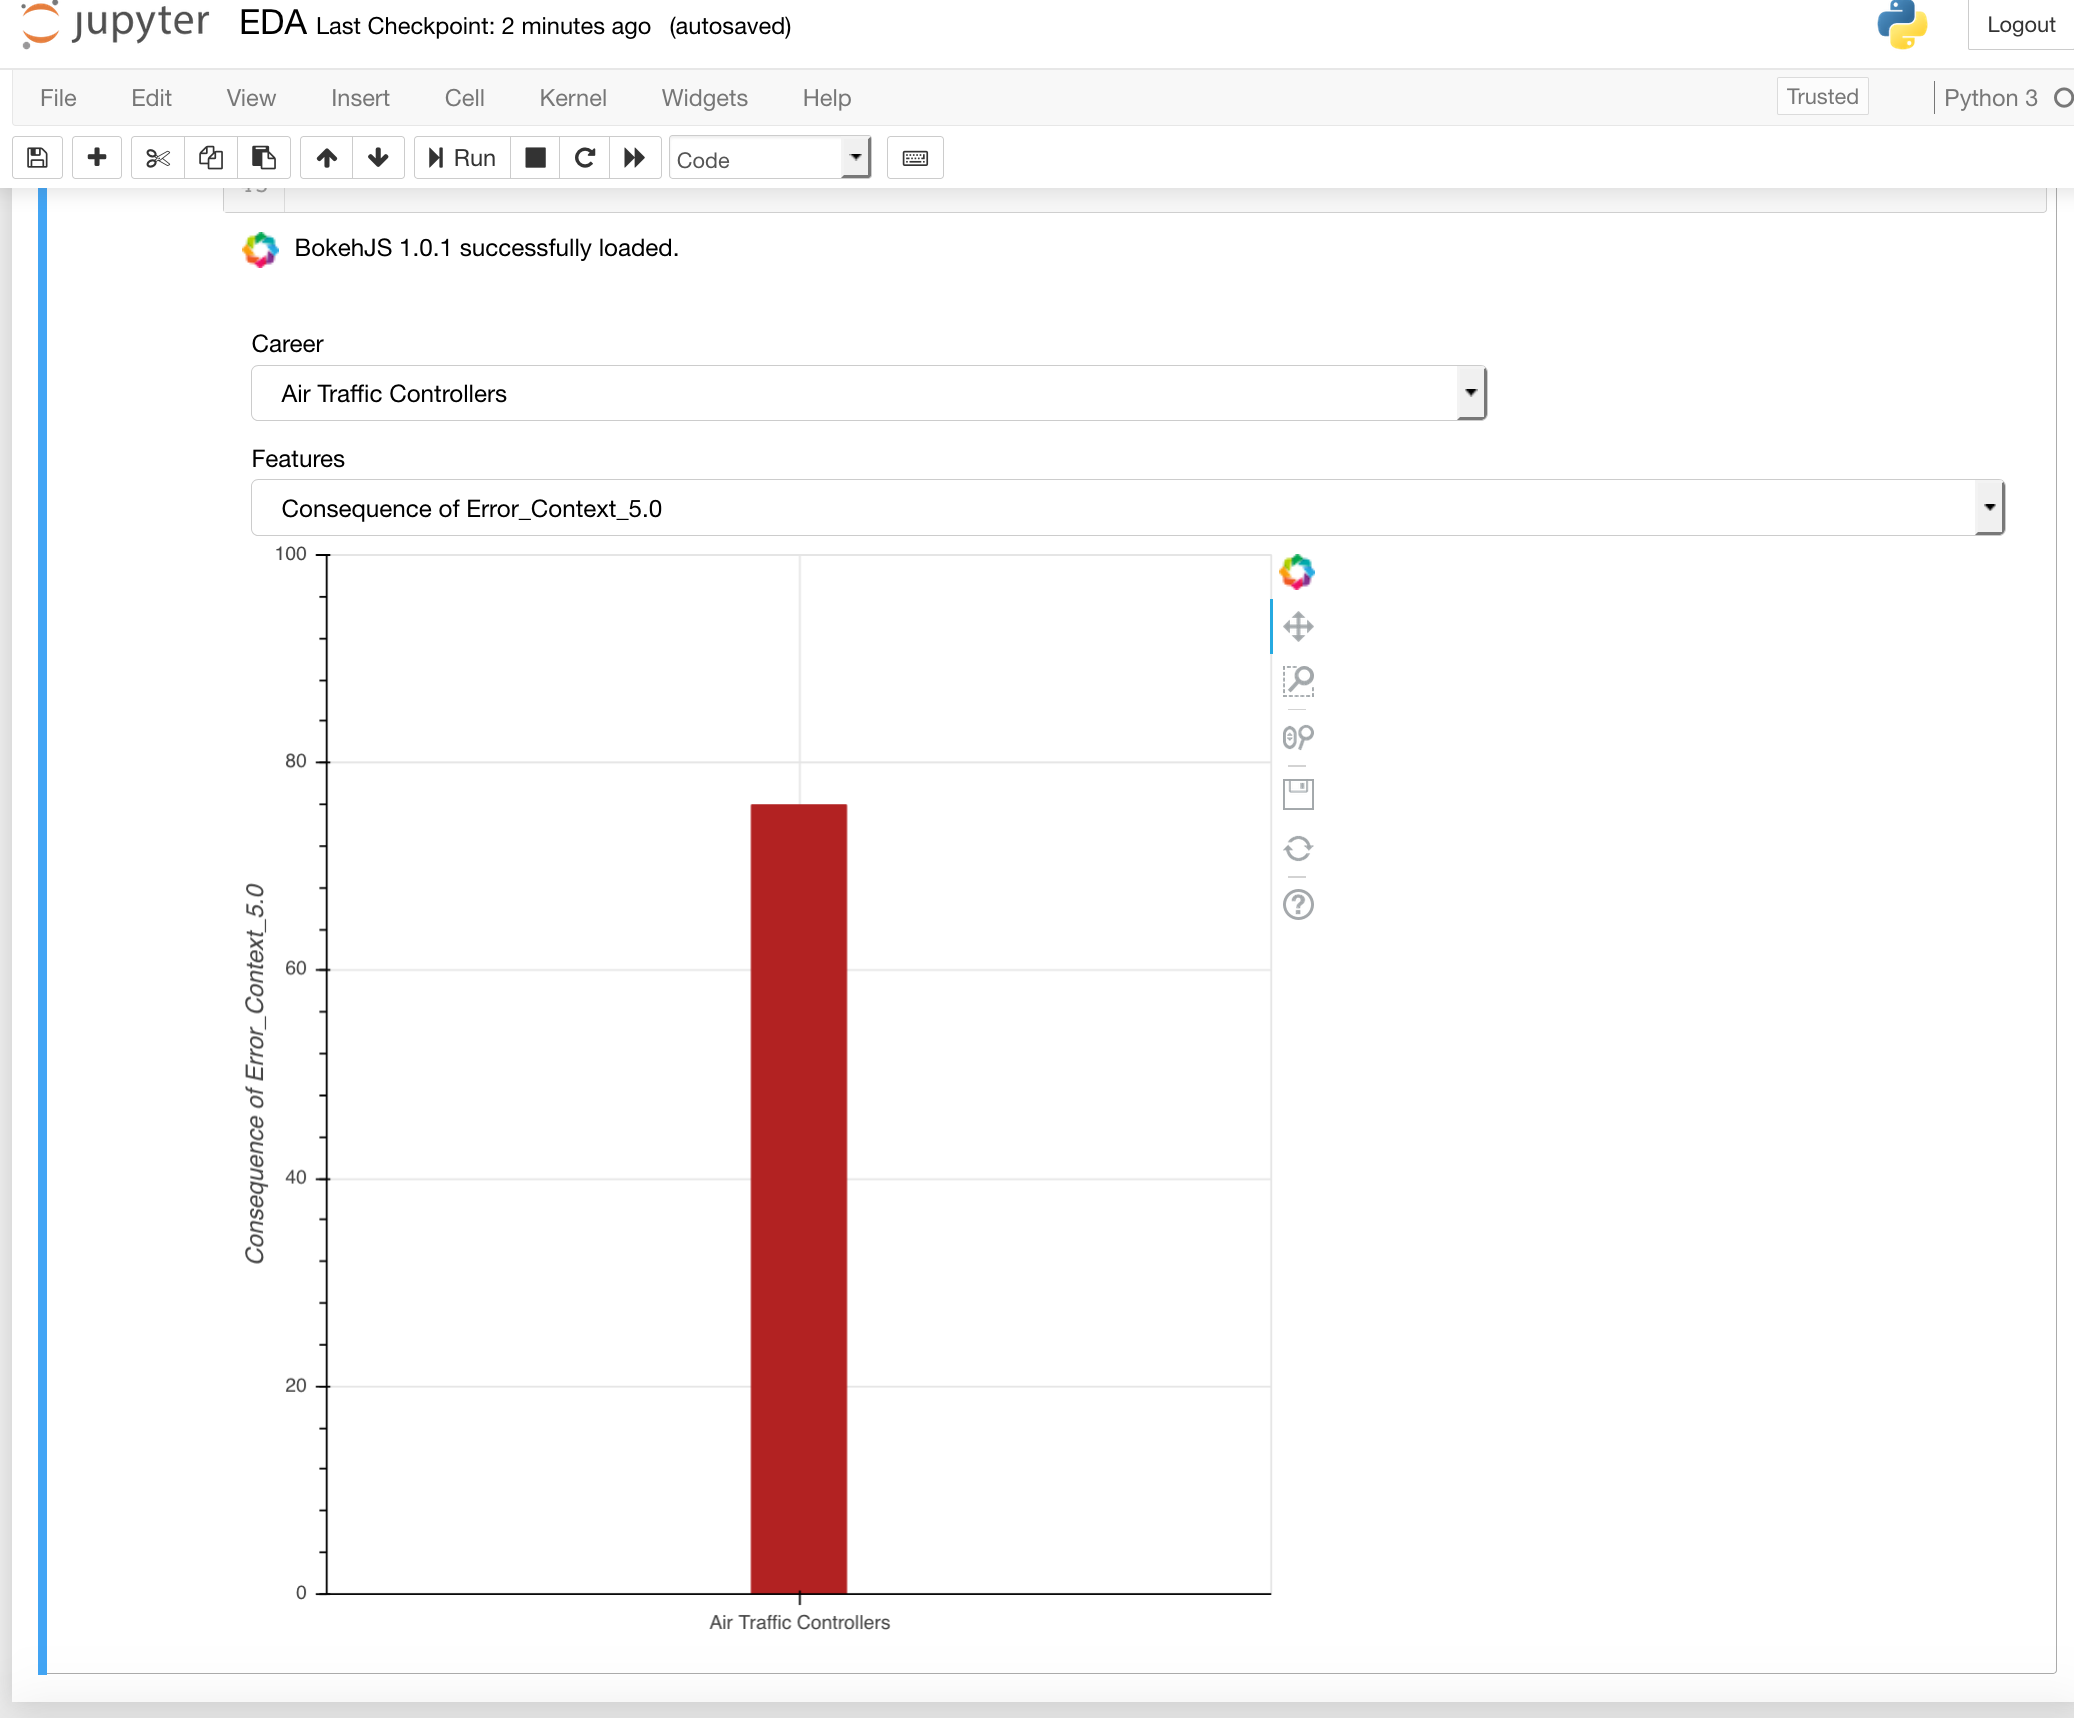 jupyter EDA Last Checkpoint: 2 minutes ago (autosaved) Logout
File Edit View Insert Cell Kernel Widgets Help Trusted Python 3
Run Code
BokehJS 1.0.1 successfully loaded.
Career
Air Traffic Controllers
Features
Consequence of Error_Context_5.0
100
80
60
40
20
0
Consequence of Error_Context_5.0
Air Traffic Controllers